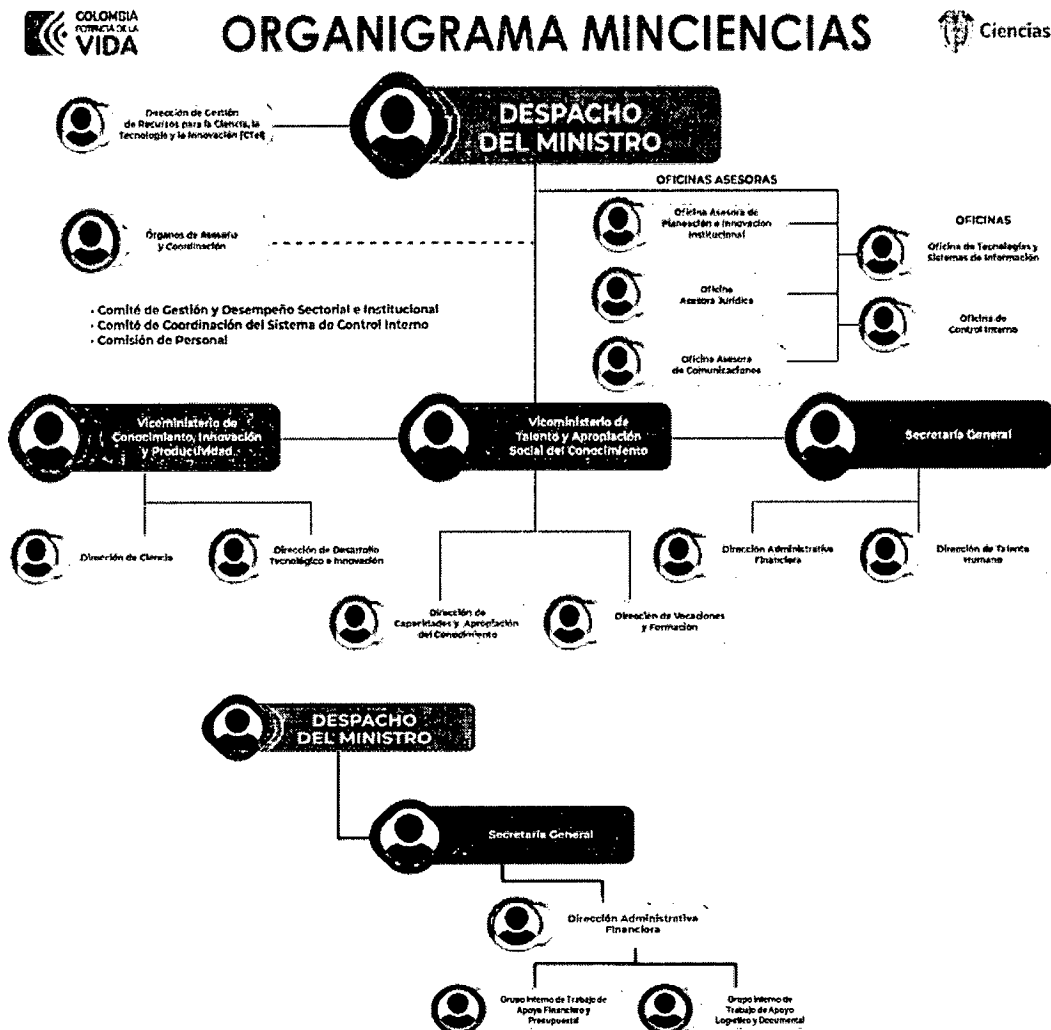 COLOMBIA
POTENCIA DE LA
VIDA
ORGANIGRAMA MINCIENCIAS
Ciencias
DESPACHO
DEL MINISTRO
Dirección de Gestión
de Recursos para la Ciencia, la
Tecnología y la Innovación [CTeI]
OFICINAS ASESORAS
Órganos de Asesoría
y Coordinación
Oficina Asesora de
Planeación e Innovación
Institucional
OFICINAS
Oficina de Tecnologías y
Sistemas de Información
Oficina
Asesora Jurídica
Oficina de
Control Interno
Oficina Asesora
de Comunicaciones
- Comité de Gestión y Desempeño Sectorial e Institucional
- Comité de Coordinación del Sistema de Control Interno
- Comisión de Personal
Viceministerio de
Conocimiento, Innovación
y Productividad
Viceministerio de
Talento y Apropiación
Social del Conocimiento
Secretaría General
Dirección de Ciencia
Dirección de Desarrollo
Tecnológico e Innovación
Dirección Administrativa
Financiera
Dirección de Talento
Humano
Dirección de
Capacidades y Apropiación
del Conocimiento
Dirección de Vocaciones
y Formación
DESPACHO
DEL MINISTRO
Secretaría General
Dirección Administrativa
Financiera
Grupo Interno de Trabajo de
Apoyo Financiero y
Presupuestal
Grupo Interno de
Trabajo de Apoyo
Logístico y Documental